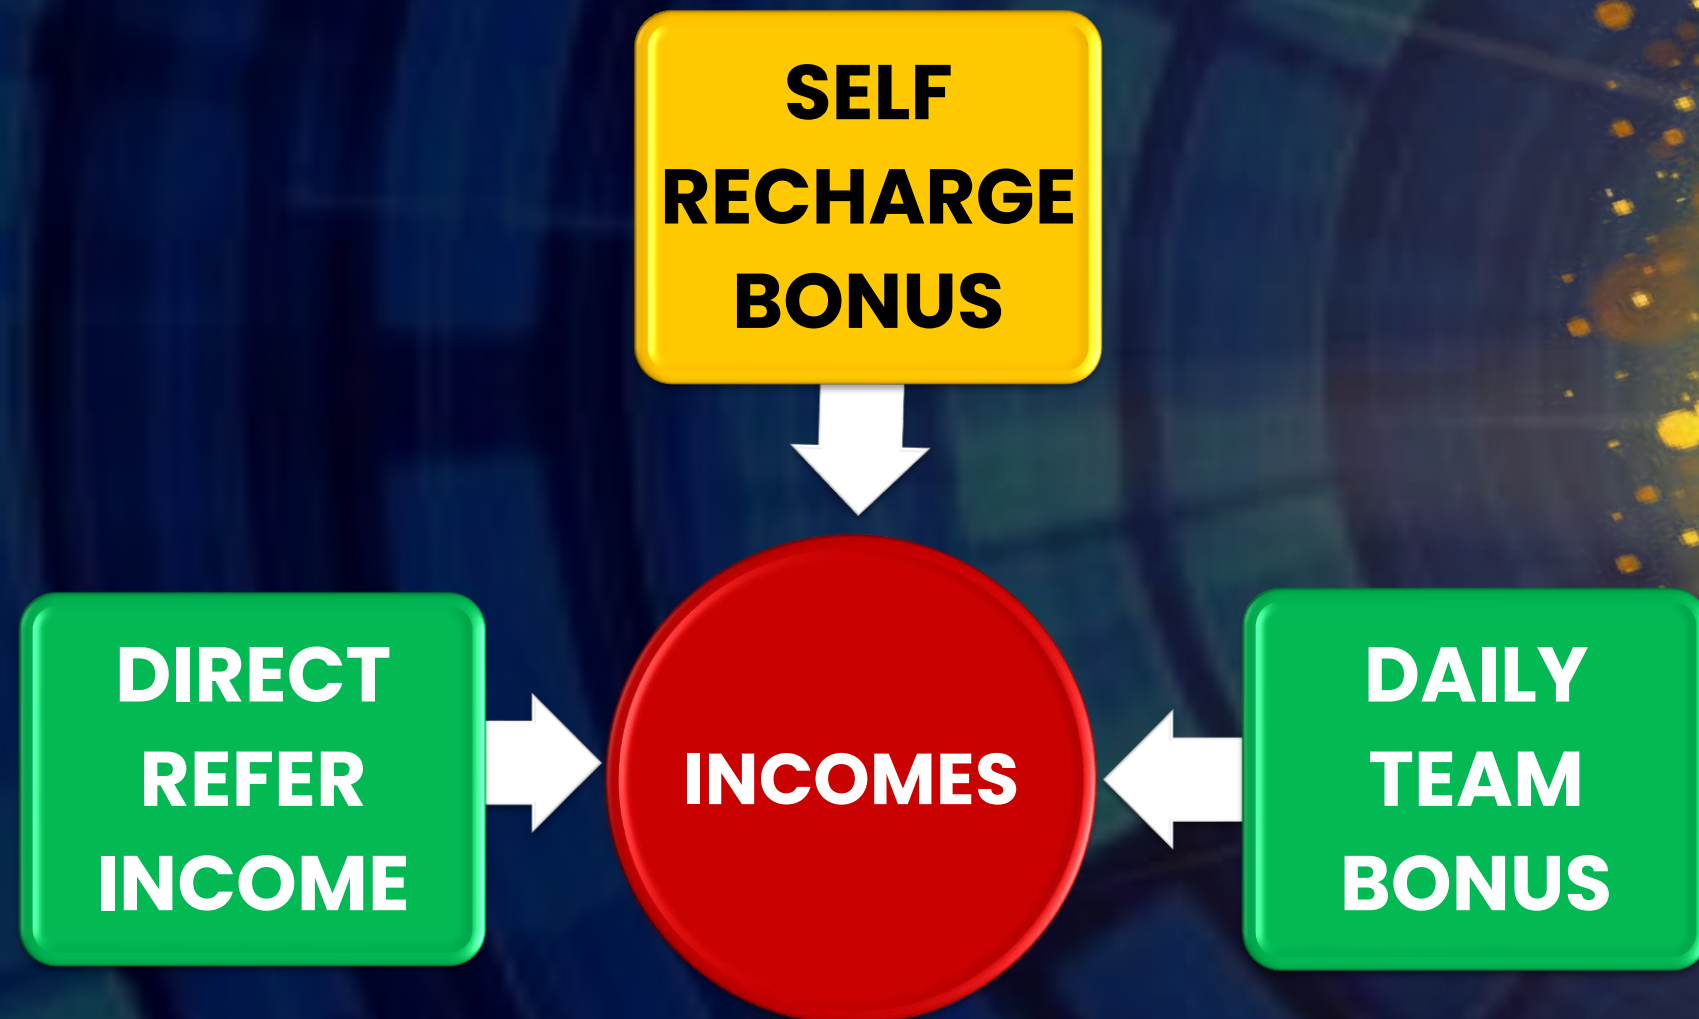 SELF
RECHARGE
BONUS
DIRECT
REFER
INCOME
INCOMES
DAILY
TEAM
BONUS